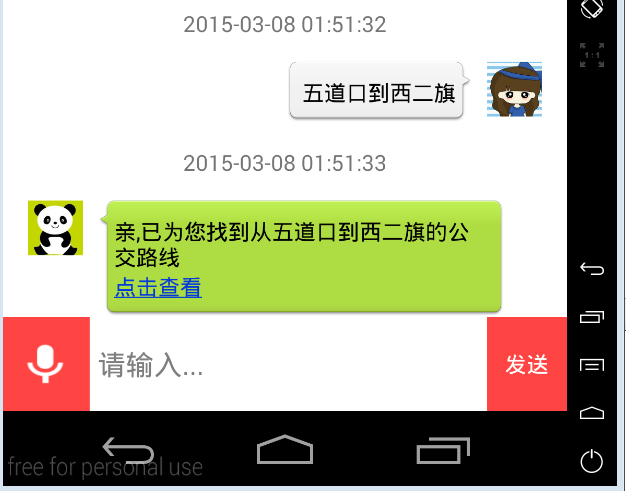 2015-03-08 01:51:32
五道口到西二旗
2015-03-08 01:51:33
亲,已为您找到从五道口到西二旗的公
交路线
点击查看
请输入...
发送
1:1
free for personal use